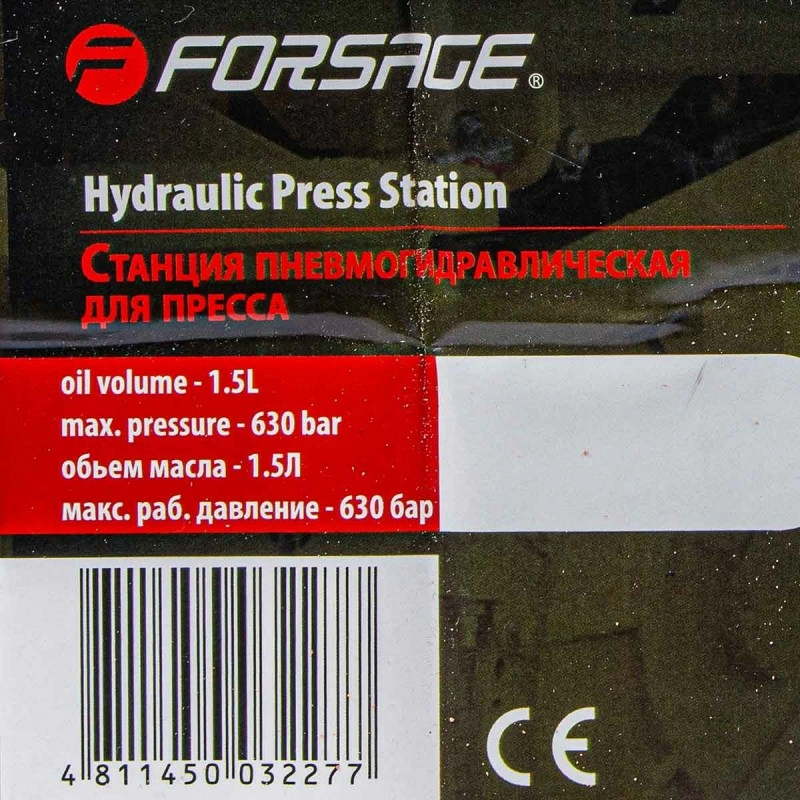 FORSAGE®
Hydraulic Press Station
СТАНЦИЯ ПНЕВМОГИДРАВЛИЧЕСКАЯ
ДЛЯ ПРЕССА
oil volume - 1.5L
max. pressure - 630 bar
обьем масла - 1.5Л
макс. раб. давление - 630 бар
4 811450 032277
CE